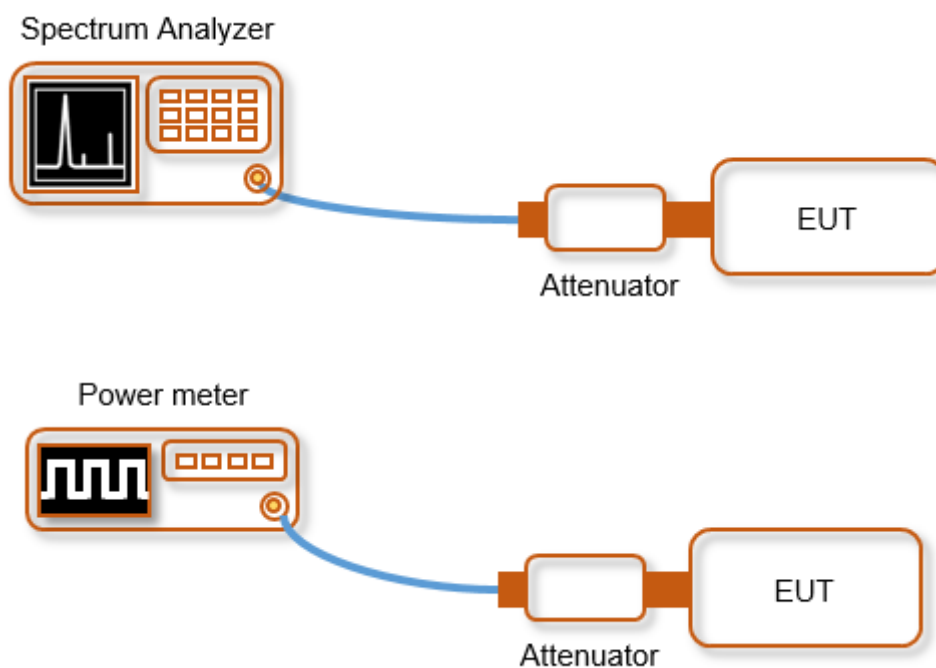 Spectrum Analyzer
EUT
Attenuator
Power meter
EUT
Attenuator